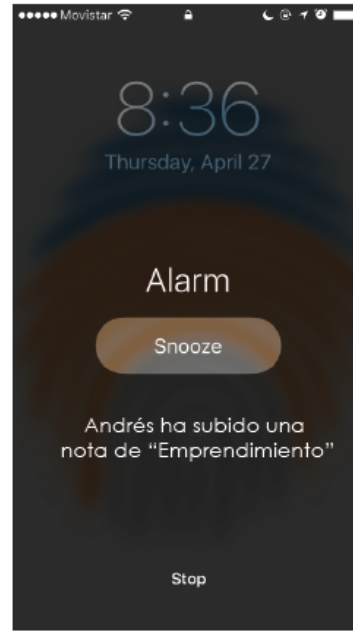 Movistar
8:36
Thursday, April 27
Alarm
Snooze
Andrés ha subido una
nota de “Emprendimiento”
Stop